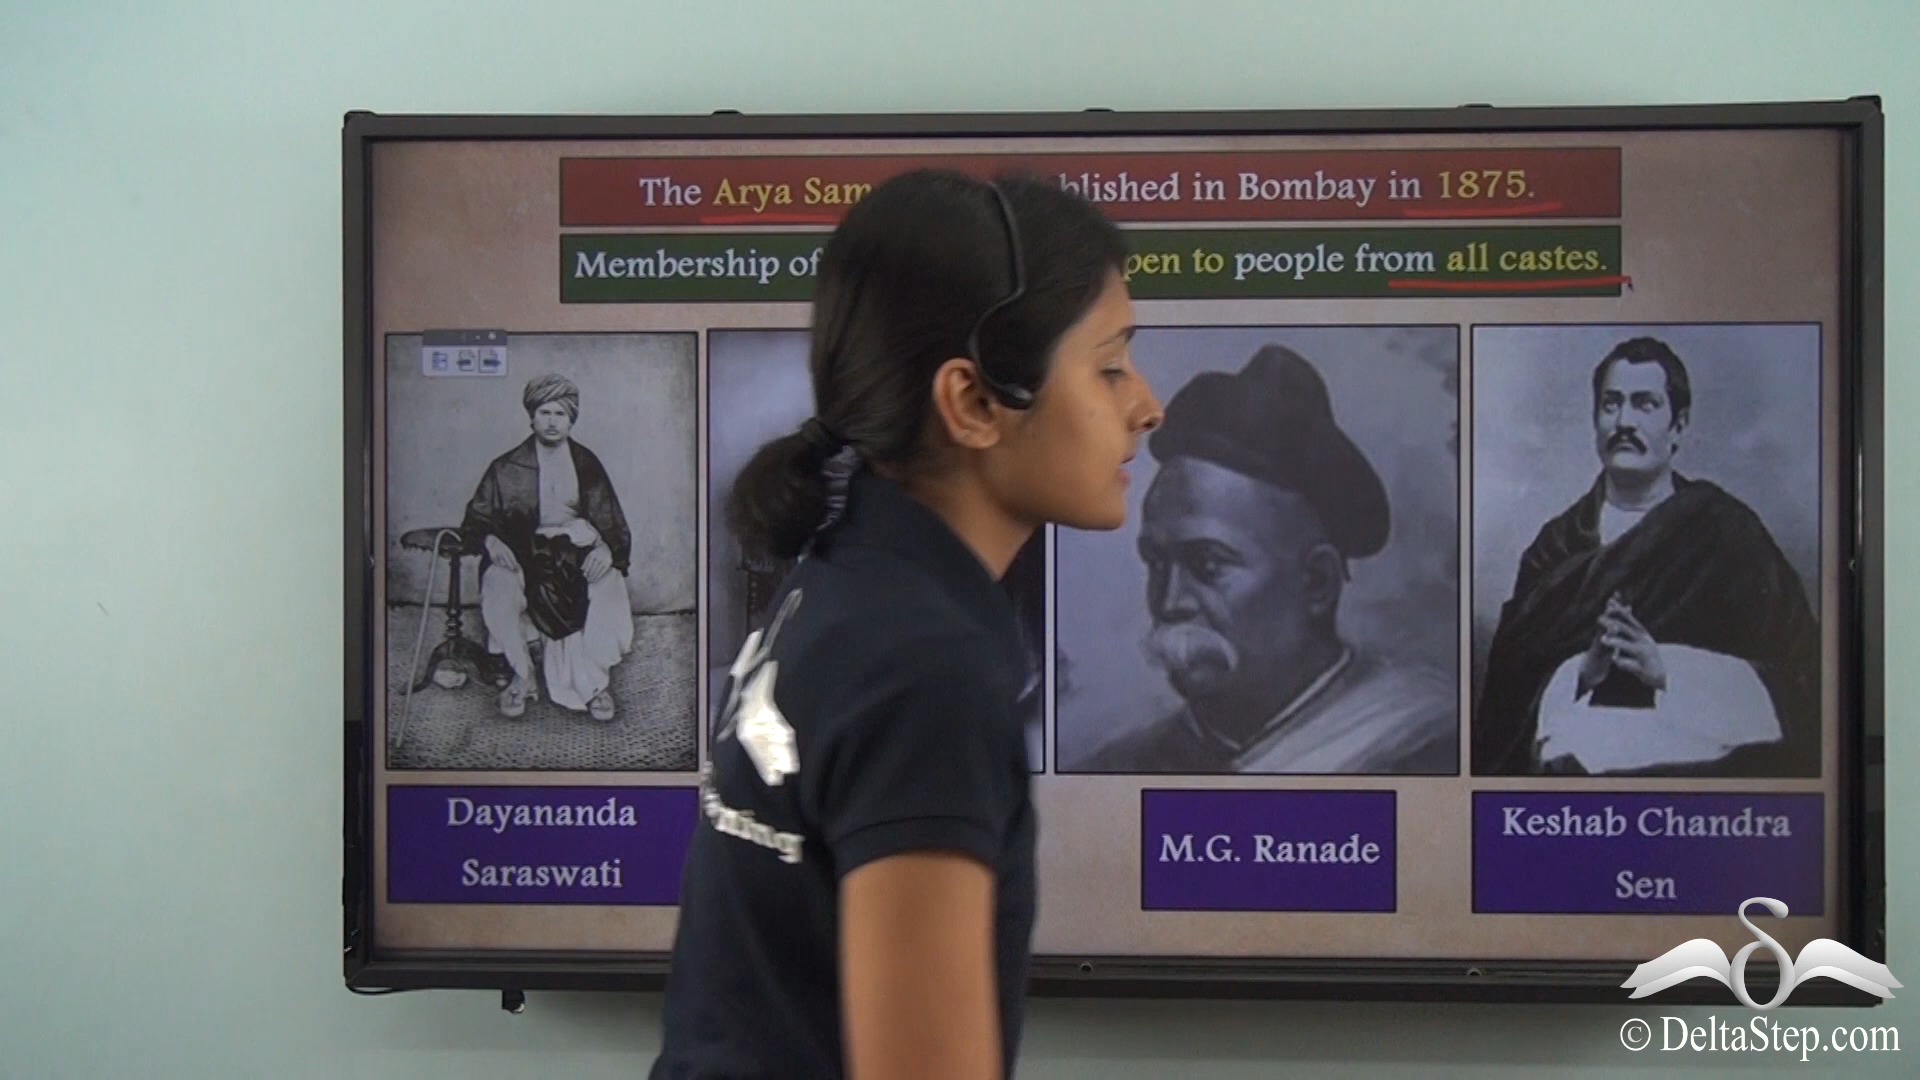 The Arya Sam blished in Bombay in 1875.
Membership of pen to people from all castes.
Dayananda
Saraswati
M.G. Ranade
Keshab Chandra
Sen
© DeltaStep.com